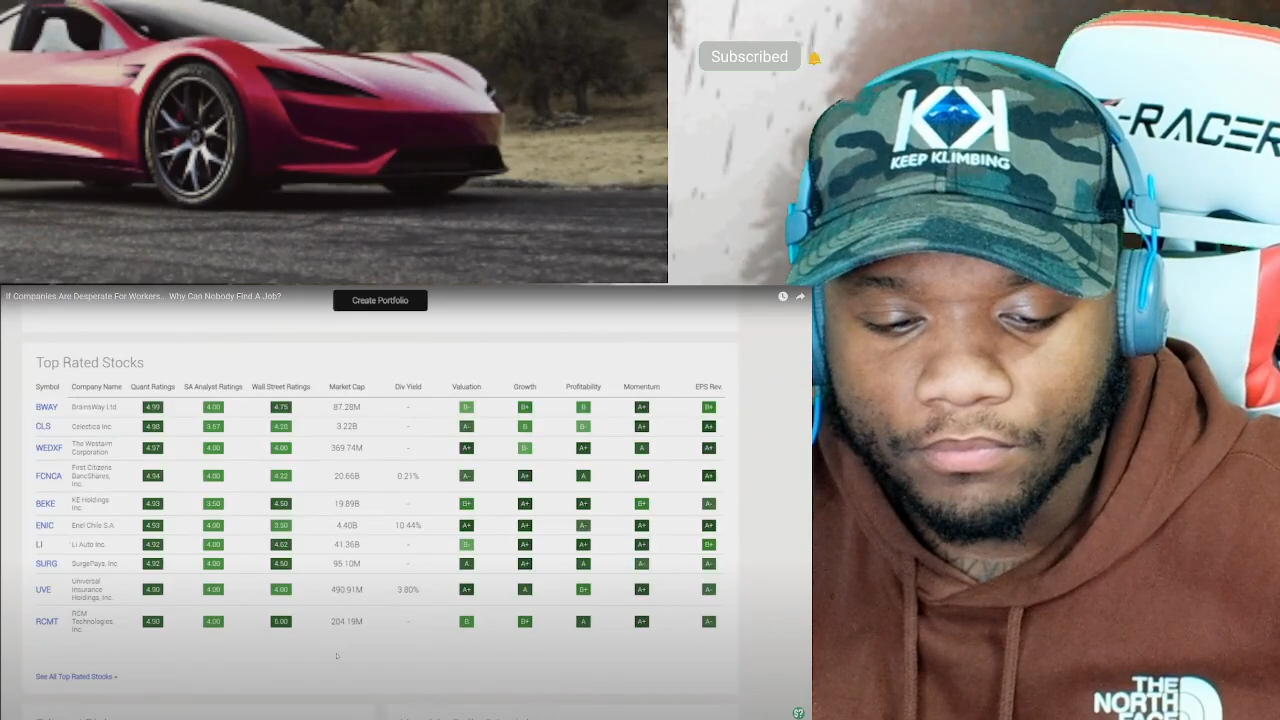 Subscribed
KK
KEEP KLIMBING
-RACER
If Companies Are Desperate For Workers... Why Can Nobody Find A Job?
Create Portfolio
Top Rated Stocks
Symbol Company Name Quant Ratings SA Analyst Ratings Wall Street Ratings Market Cap Div Yield Valuation Growth Profitability Momentum EPS Rev.
BWAY BrainsWay Ltd 4.99 4.00 4.75 87.28M - B- B+ B A+ B+
CLS Celestica Inc. 4.98 3.67 4.28 3.22B - A- B B- A+ A+
WEDXF The Westaim Corporation 4.97 4.00 4.00 369.74M - A+ B- A+ A A+
FCNCA First Citizens BancShares, Inc. 4.94 4.00 4.22 20.66B 0.21% A- A+ A A+ A+
BEKE KE Holdings Inc. 4.93 3.50 4.50 19.89B - B+ A+ A+ B+ A-
ENIC Enel Chile S.A. 4.93 4.00 3.50 4.40B 10.44% A+ A+ A- A+ A+
LI Li Auto Inc. 4.92 4.00 4.62 41.36B - B- A+ A+ A+ B+
SURG SurgePays, Inc. 4.92 4.00 4.50 95.10M - A A+ A A- A-
UVE Universal Insurance Holdings, Inc. 4.90 4.00 4.00 490.91M 3.80% A+ A B+ A+ A-
RCMT RCM Technologies, Inc. 4.90 4.00 5.00 204.19M - B B+ A A+ A-
See All Top Rated Stocks »
THE
NORTH
FACE